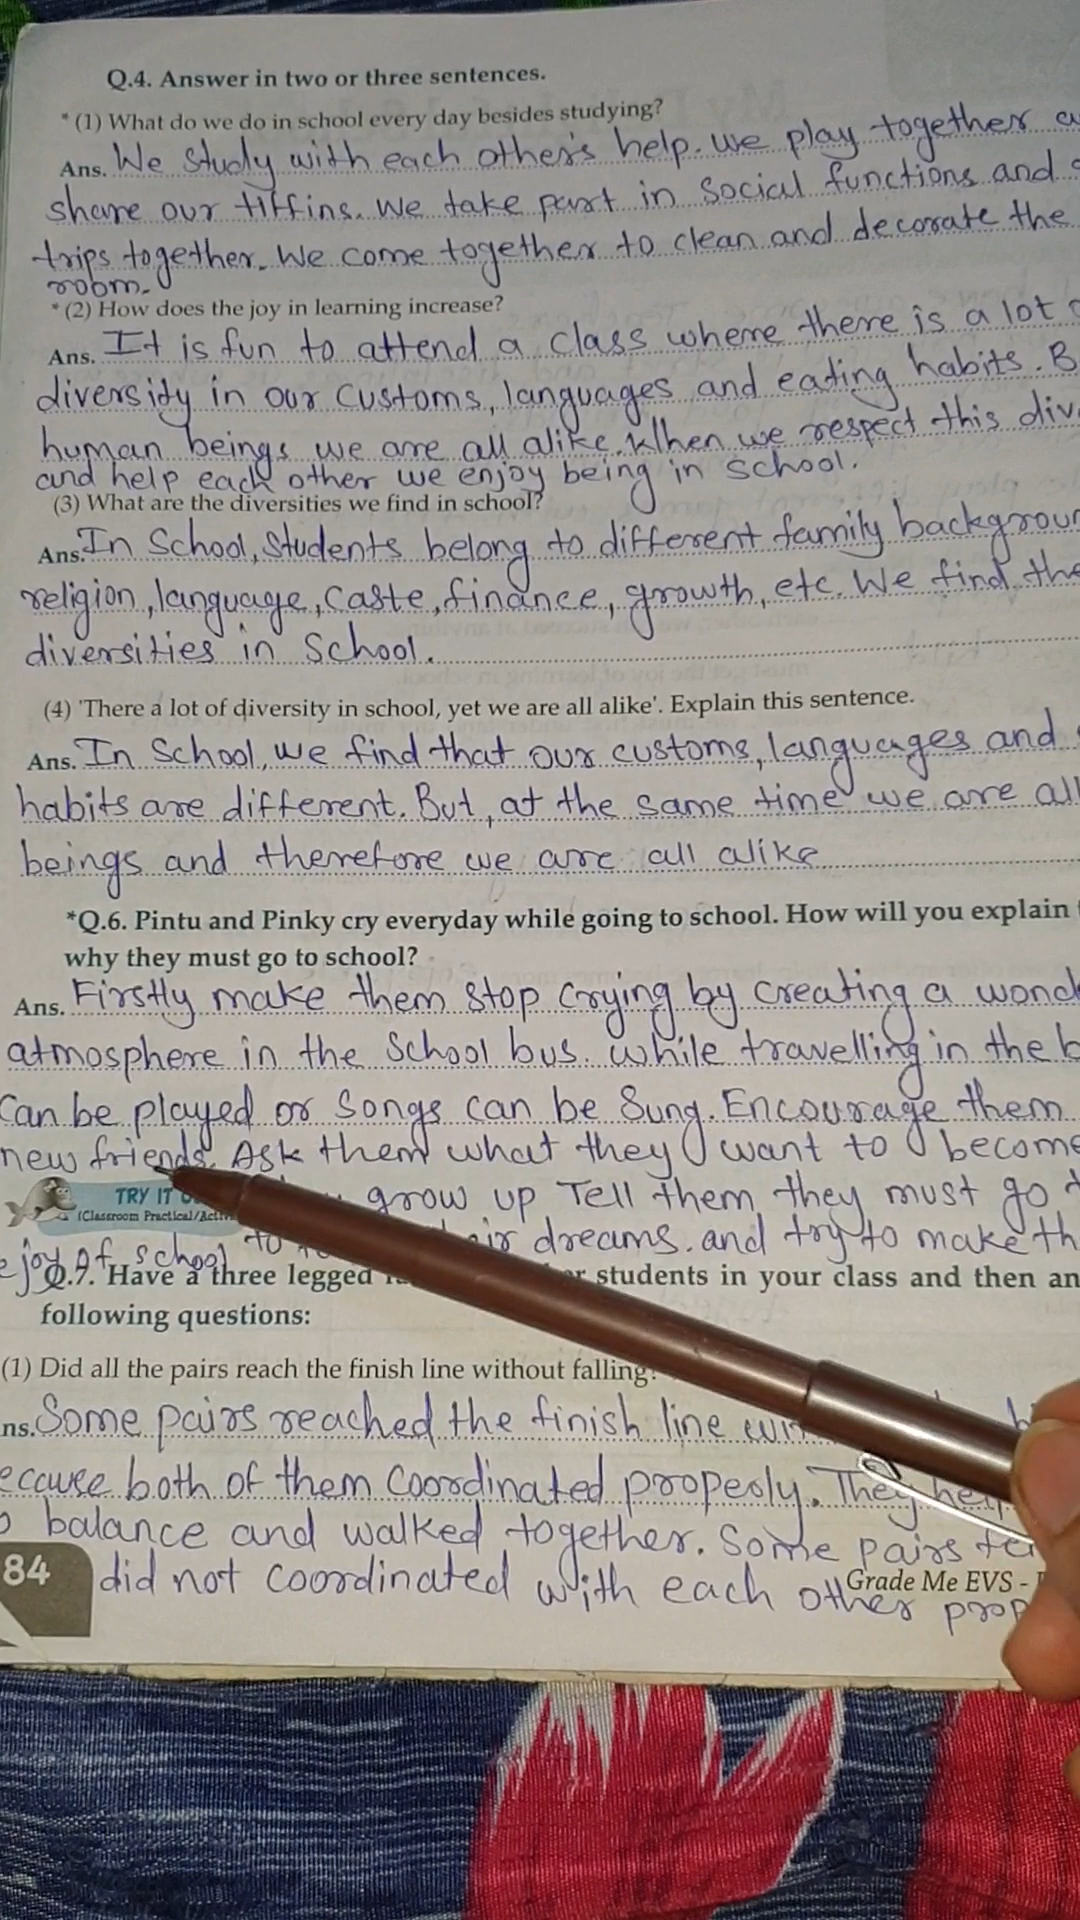 Q.4. Answer in two or three sentences.
* (1) What do we do in school every day besides studying?
Ans. We study with each other's help. we play together
share our tiffins. We take part in social functions and
trips together. We come together to clean and decorate the
room.
* (2) How does the joy in learning increase?
Ans. It is fun to attend a class where there is a lot
diversity in our customs, languages and eating habits. B
human beings we are all alike. When we respect this div
and help each other we enjoy being in school.
(3) What are the diversities we find in school?
Ans. In School, Students belong to different family backgroun
religion, language, caste, finance, growth, etc. We find the
diversities in School.
(4) 'There a lot of diversity in school, yet we are all alike'. Explain this sentence.
Ans. In School, we find that our customs, languages and
habits are different. But, at the same time we are all
beings and therefore we are all alike
*Q.6. Pintu and Pinky cry everyday while going to school. How will you explain
why they must go to school?
Ans. Firstly make them stop crying by creating a wond
atmosphere in the School bus. while travelling in the b
can be played or songs can be Sung. Encourage them
new friends. Ask them what they want to become
TRY IT
grow up Tell them they must go t
(Classroom Practical/Acti
to
dreams. and try to make th
ejoy of school
Q.7. Have a three legged students in your class and then an
following questions:
(1) Did all the pairs reach the finish line without falling?
ns. Some pairs reached the finish line
ecause both of them coordinated properly. They hel
balance and walked together. Some pairs
84
did not coordinated with each other prop
Grade Me EVS -